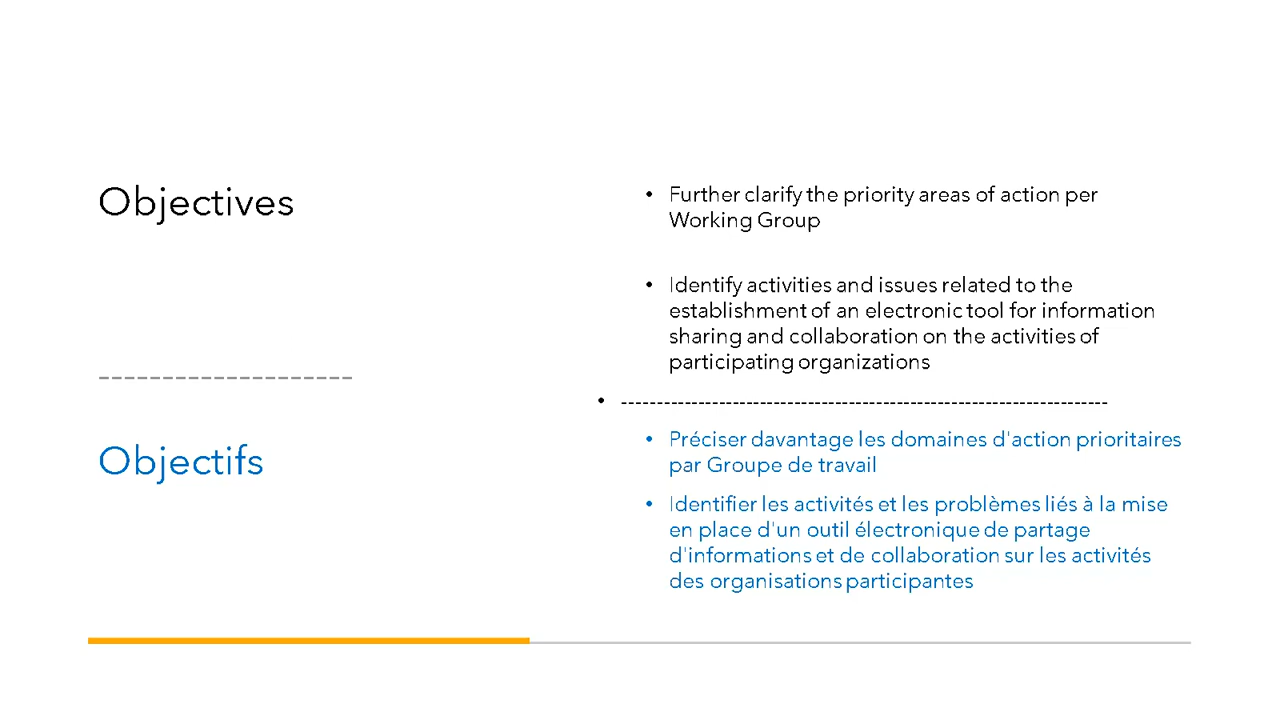 Objectives
• Further clarify the priority areas of action per
Working Group
• Identify activities and issues related to the
establishment of an electronic tool for information
sharing and collaboration on the activities of
participating organizations
--------------------
• ----------------------------------------------------------------------
Objectifs
• Préciser davantage les domaines d'action prioritaires
par Groupe de travail
• Identifier les activités et les problèmes liés à la mise
en place d'un outil électronique de partage
d'informations et de collaboration sur les activités
des organisations participantes